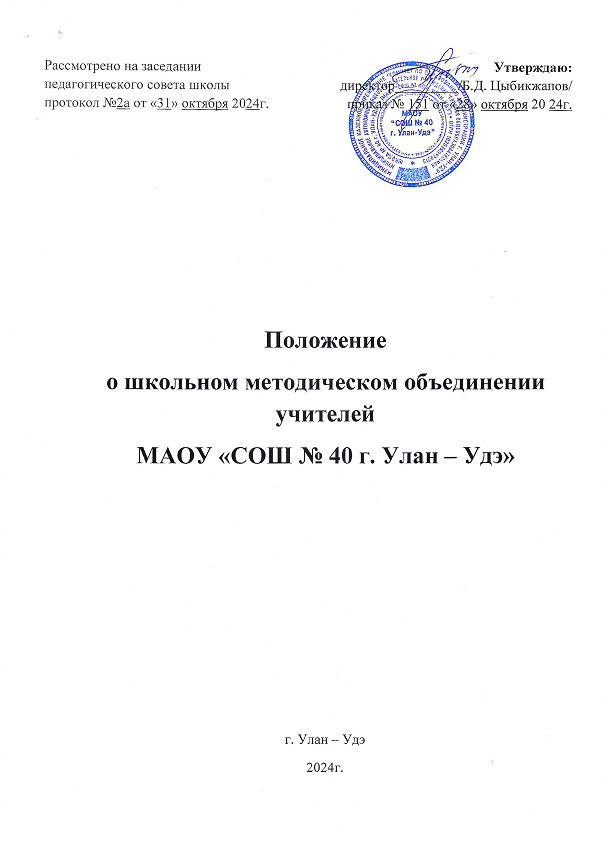 Рассмотрено на заседании
педагогического совета школы
протокол №2а от «31» октября 2024г.
Утверждаю:
директор /Б.Д. Цыбикжапов/
приказ № 151 от «28» октября 20 24г.
МАОУ
"СОШ № 40
г. Улан-Удэ"
Положение
о школьном методическом объединении
учителей
МАОУ «СОШ № 40 г. Улан – Удэ»
г. Улан – Удэ
2024г.